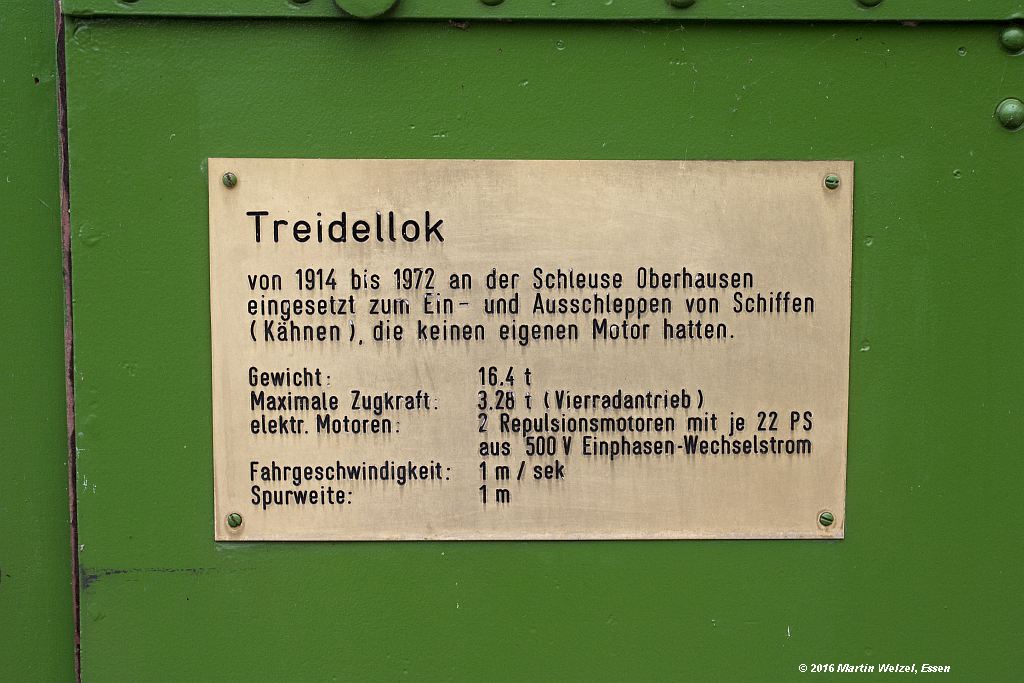 Treidellok
von 1914 bis 1972 an der Schleuse Oberhausen
eingesetzt zum Ein- und Ausschleppen von Schiffen
(Kähnen), die keinen eigenen Motor hatten.
Gewicht: 16.4 t
Maximale Zugkraft: 3.28 t (Vierradantrieb)
elektr. Motoren: 2 Repulsionsmotoren mit je 22 PS
aus 500 V Einphasen-Wechselstrom
Fahrgeschwindigkeit: 1 m / sek
Spurweite: 1 m
© 2016 Martin Welzel, Essen